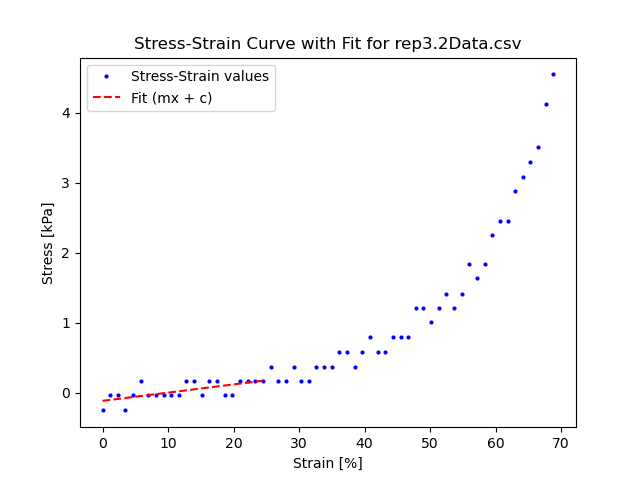 Stress-Strain Curve with Fit for rep3.2Data.csv
Stress-Strain values
Fit (mx + c)
4
3
2
1
0
Stress [kPa]
0 10 20 30 40 50 60 70
Strain [%]